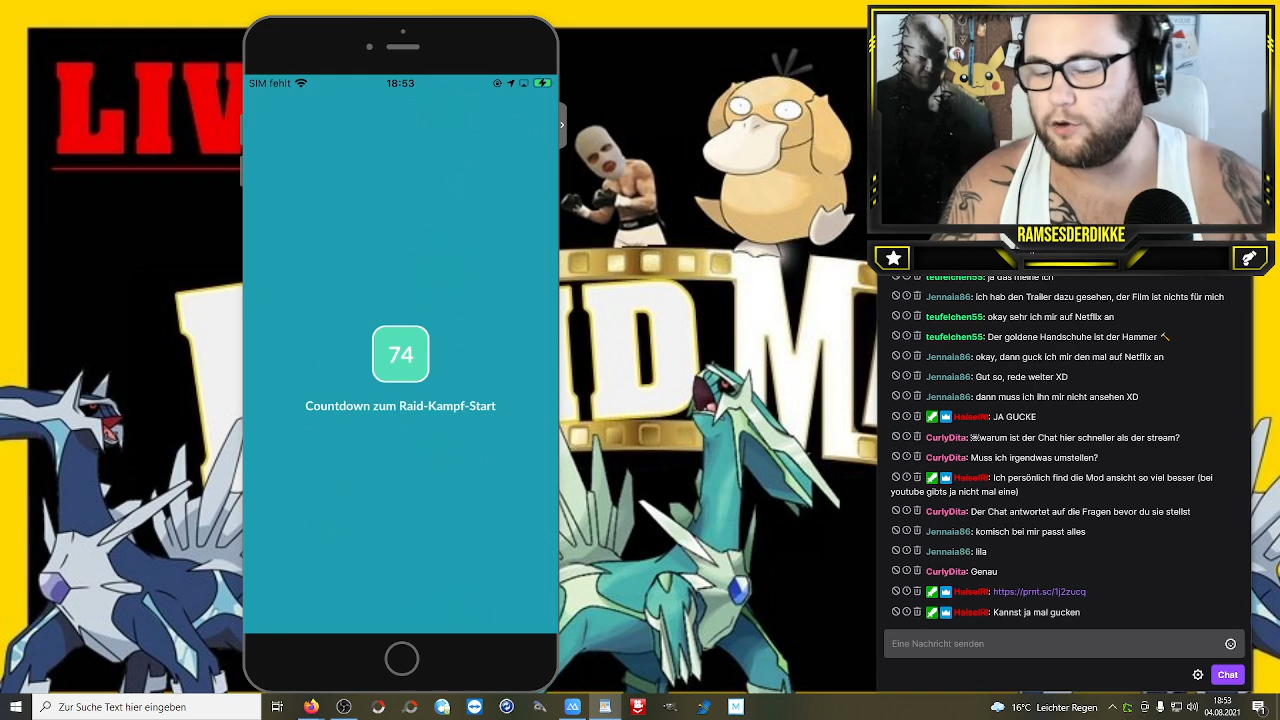 LIV
SIM fehlt
18:53
74
Countdown zum Raid-Kampf-Start
RAMSESDERDIKKE
teufelchen55: ja das meine ich
Jennaia86: ich hab den Trailer dazu gesehen, der Film ist nichts für mich
teufelchen55: okay sehr ich mir auf Netflix an
teufelchen55: Der goldene Handschuhe ist der Hammer
Jennaia86: okay, dann guck ich mir den mal auf Netflix an
Jennaia86: Gut so, rede weiter XD
Jennaia86: dann muss ich ihn mir nicht ansehen XD
HaiselRI: JA GUCKE
CurlyDita: warum ist der Chat hier schneller als der stream?
CurlyDita: Muss ich irgendwas umstellen?
HaiselRI: Ich persönlich find die Mod ansicht so viel besser (bei
youtube gibts ja nicht mal eine)
CurlyDita: Der Chat antwortet auf die Fragen bevor du sie stellst
Jennaia86: komisch bei mir passt alles
Jennaia86: lila
CurlyDita: Genau
HaiselRI: https://prnt.sc/1j2zucq
HaiselRI: Kannst ja mal gucken
Eine Nachricht senden
Chat
Zur Suche Text hier eingeben
16°C Leichter Regen
18:53
04.08.2021